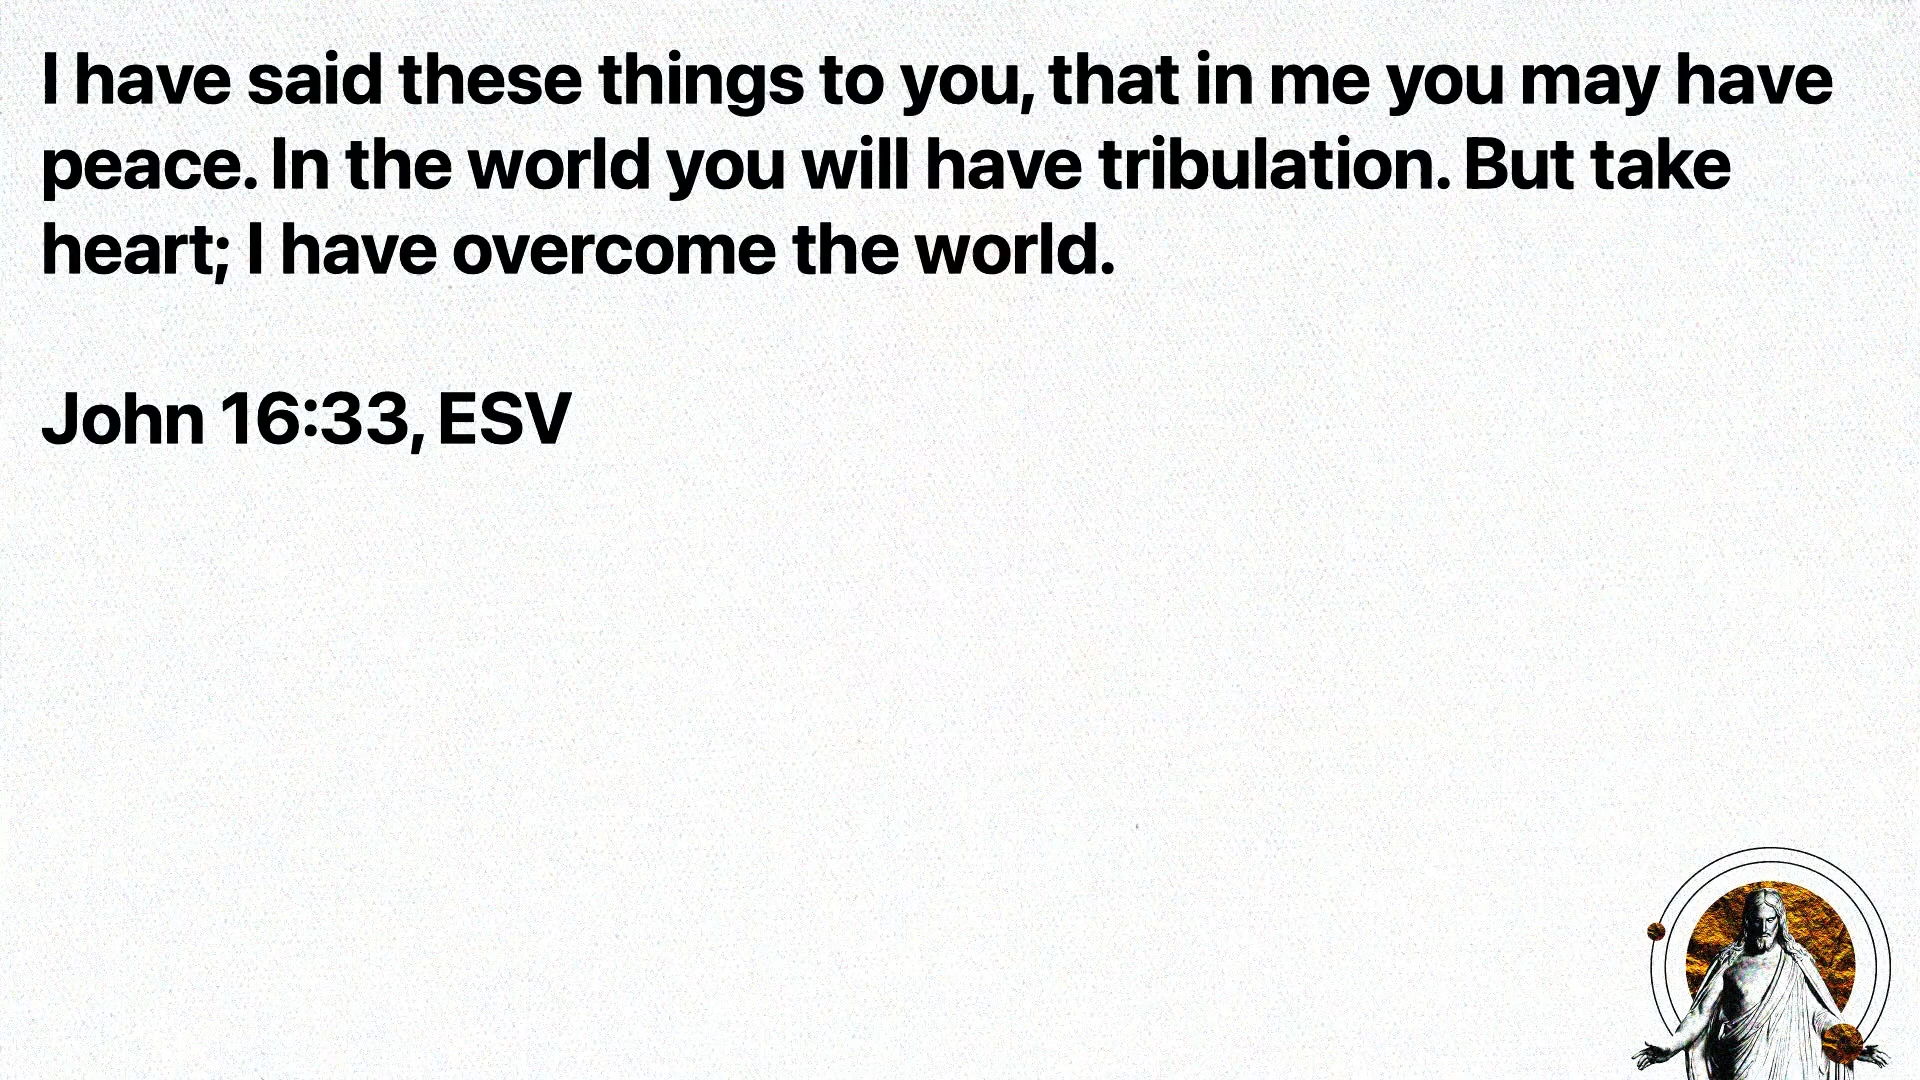 I have said these things to you, that in me you may have
peace. In the world you will have tribulation. But take
heart; I have overcome the world.
John 16:33, ESV